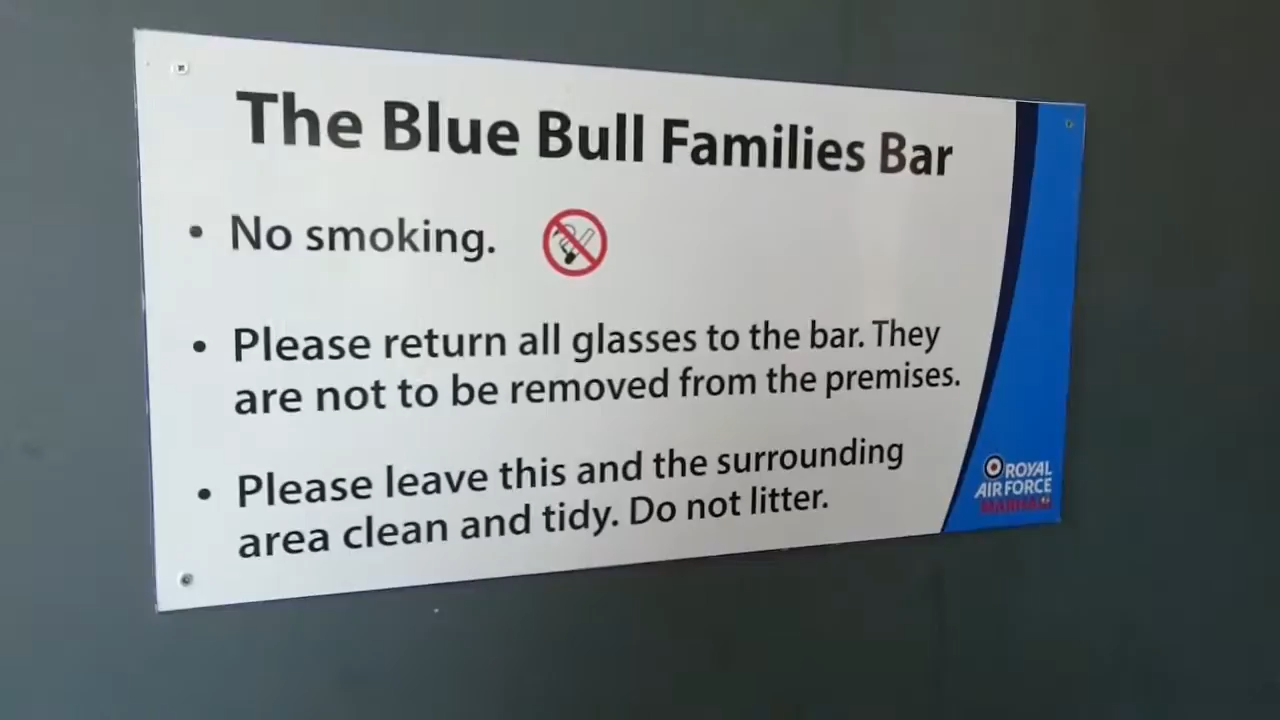 The Blue Bull Families Bar
• No smoking.
• Please return all glasses to the bar. They
are not to be removed from the premises.
• Please leave this and the surrounding
area clean and tidy. Do not litter.
ROYAL
AIR FORCE